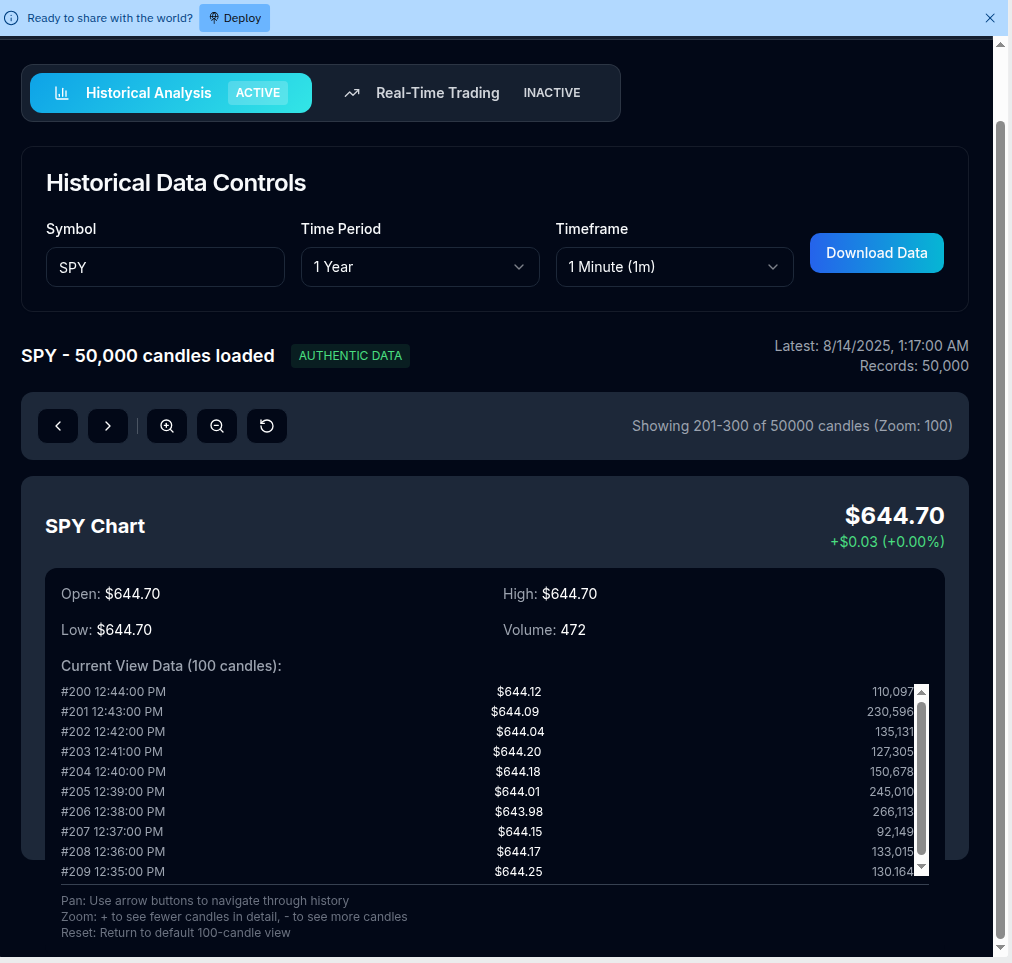 Ready to share with the world? Deploy
Historical Analysis ACTIVE Real-Time Trading INACTIVE
Historical Data Controls
Symbol Time Period Timeframe
SPY 1 Year 1 Minute (1m) Download Data
SPY - 50,000 candles loaded AUTHENTIC DATA
Latest: 8/14/2025, 1:17:00 AM
Records: 50,000
Showing 201-300 of 50000 candles (Zoom: 100)
SPY Chart
$644.70
+$0.03 (+0.00%)
Open: $644.70 High: $644.70
Low: $644.70 Volume: 472
Current View Data (100 candles):
#200 12:44:00 PM $644.12 110,097
#201 12:43:00 PM $644.09 230,596
#202 12:42:00 PM $644.04 135,131
#203 12:41:00 PM $644.20 127,305
#204 12:40:00 PM $644.18 150,678
#205 12:39:00 PM $644.01 245,010
#206 12:38:00 PM $643.98 266,113
#207 12:37:00 PM $644.15 92,149
#208 12:36:00 PM $644.17 133,015
#209 12:35:00 PM $644.25 130,164
Pan: Use arrow buttons to navigate through history
Zoom: + to see fewer candles in detail, - to see more candles
Reset: Return to default 100-candle view